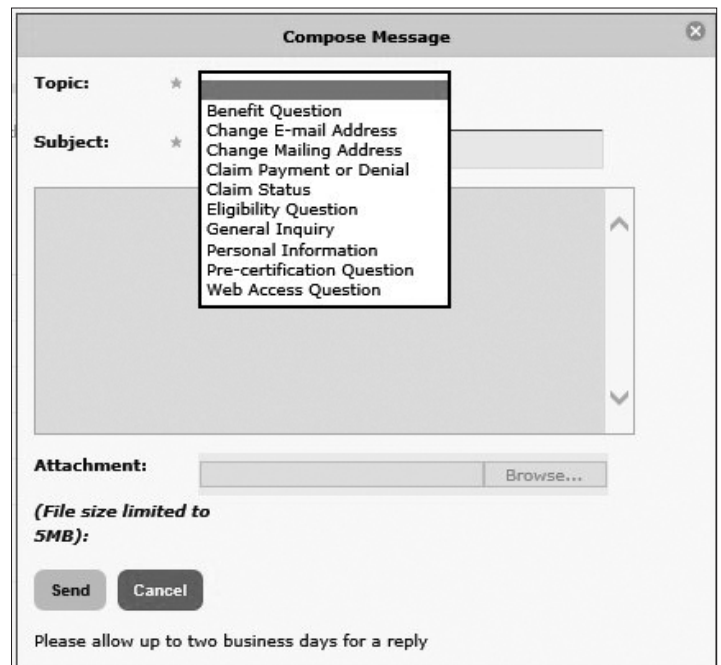 Compose Message
Topic: *
Benefit Question
Change E-mail Address
Change Mailing Address
Claim Payment or Denial
Claim Status
Eligibility Question
General Inquiry
Personal Information
Pre-certification Question
Web Access Question
Subject: *
Attachment:
Browse...
(File size limited to
5MB):
Send Cancel
Please allow up to two business days for a reply